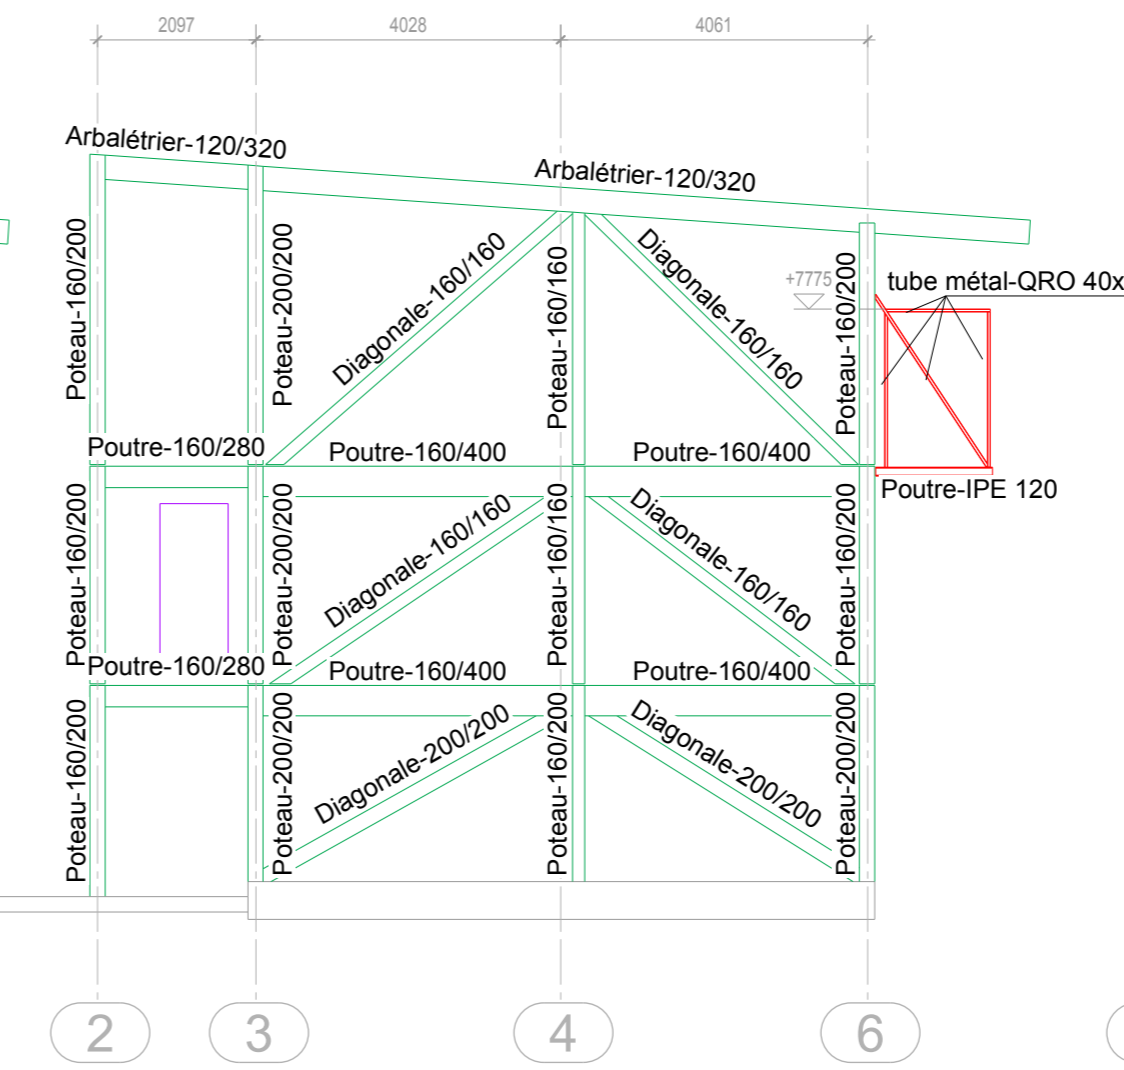 2097
4028
4061
Arbalétrier-120/320
Arbalétrier-120/320
Poteau-160/200
Poteau-200/200
Diagonale-160/160
Poteau-160/160
Diagonale-160/160
+7775
Poteau-160/200
tube métal-QRO 40x
Poutre-160/280
Poutre-160/400
Poutre-160/400
Poutre-IPE 120
Poteau-160/200
Poteau-200/200
Diagonale-160/160
Poteau-160/160
Diagonale-160/160
Poteau-160/200
Poutre-160/280
Poutre-160/400
Poutre-160/400
Poteau-160/200
Poteau-200/200
Diagonale-200/200
Poteau-160/200
Diagonale-200/200
Poteau-200/200
2
3
4
6